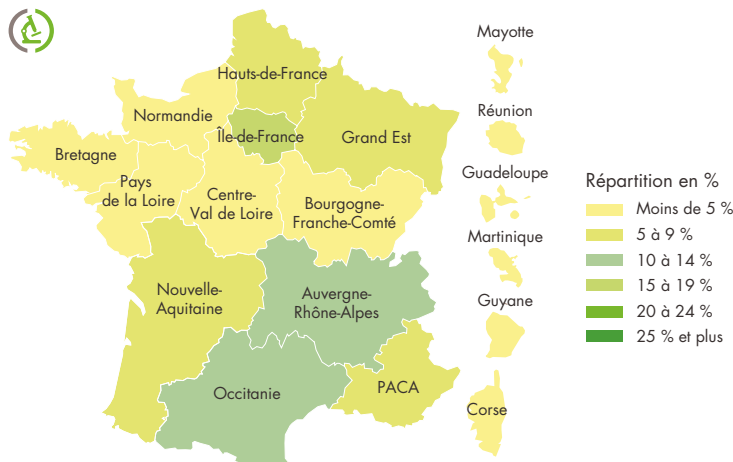 Hauts-de-France
Normandie
Île-de-France
Grand Est
Bretagne
Pays
de la Loire
Centre-
Val de Loire
Bourgogne-
Franche-Comté
Nouvelle-
Aquitaine
Auvergne-
Rhône-Alpes
Occitanie
PACA
Corse
Mayotte
Réunion
Guadeloupe
Martinique
Guyane
Répartition en %
Moins de 5 %
5 à 9 %
10 à 14 %
15 à 19 %
20 à 24 %
25 % et plus